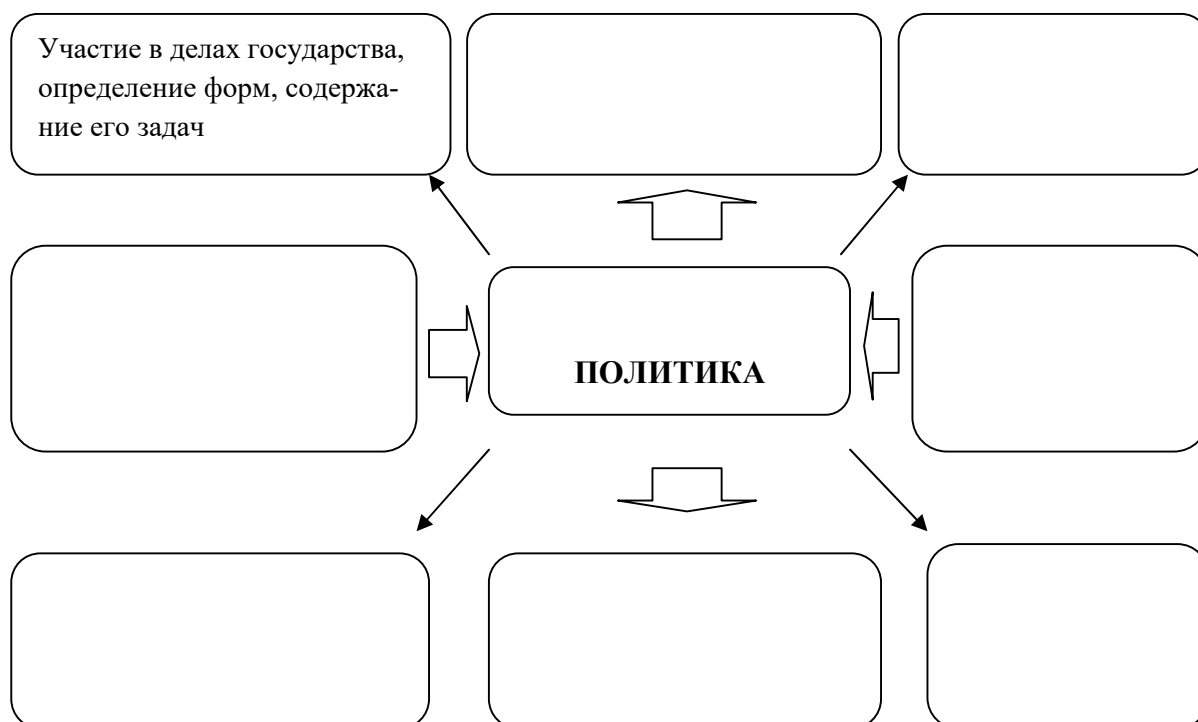 Участие в делах государства,
определение форм, содержа-
ние его задач
ПОЛИТИКА